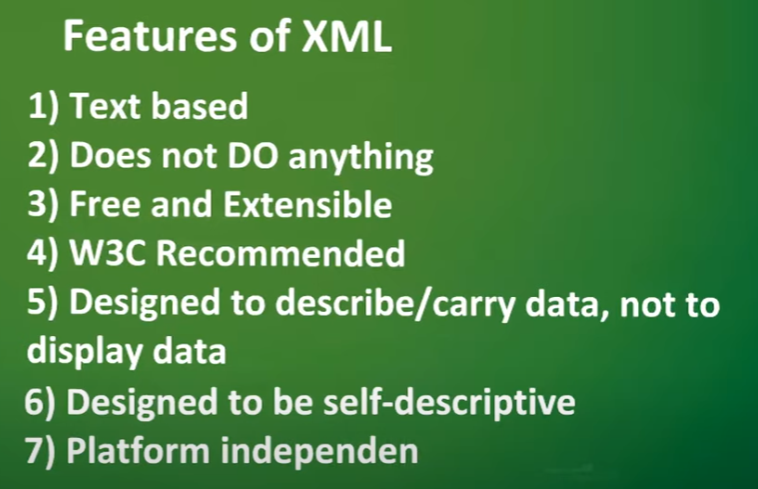 Features of XML
1) Text based
2) Does not DO anything
3) Free and Extensible
4) W3C Recommended
5) Designed to describe/carry data, not to
display data
6) Designed to be self-descriptive
7) Platform independen